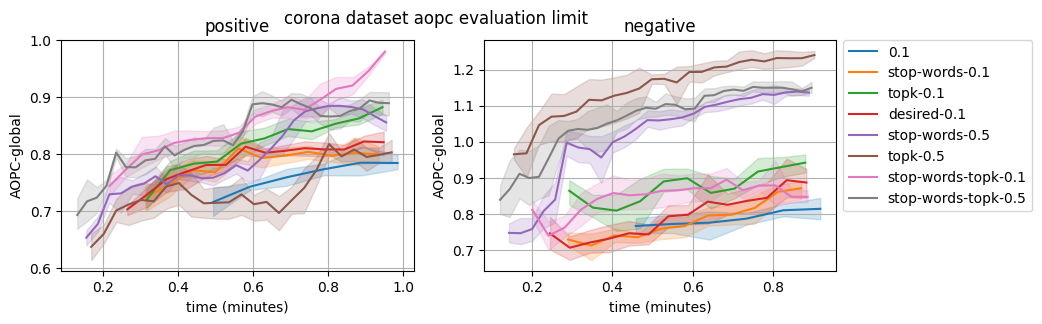 corona dataset aopc evaluation limit
positive
negative
AOPC-global
1.0
0.9
0.8
0.7
0.6
0.2
0.4
0.6
0.8
1.0
time (minutes)
AOPC-global
1.2
1.1
1.0
0.9
0.8
0.7
0.2
0.4
0.6
0.8
time (minutes)
0.1
stop-words-0.1
topk-0.1
desired-0.1
stop-words-0.5
topk-0.5
stop-words-topk-0.1
stop-words-topk-0.5